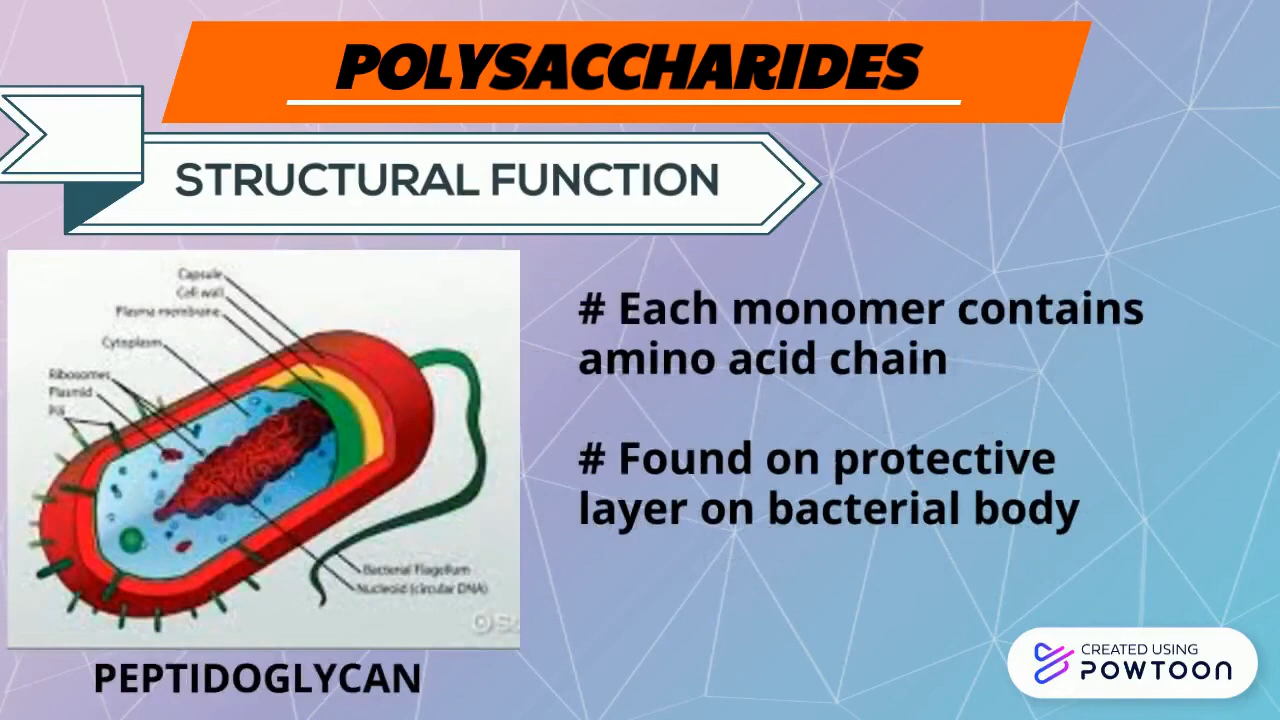 POLYSACCHARIDES
STRUCTURAL FUNCTION
Capsule
Cell wall
Plasma membrane
Cytoplasm
Ribosomes
Plasmid
Pili
Bacterial Flagellum
Nucleoid (circular DNA)
PEPTIDOGLYCAN
# Each monomer contains
amino acid chain
# Found on protective
layer on bacterial body
CREATED USING
POWTOON